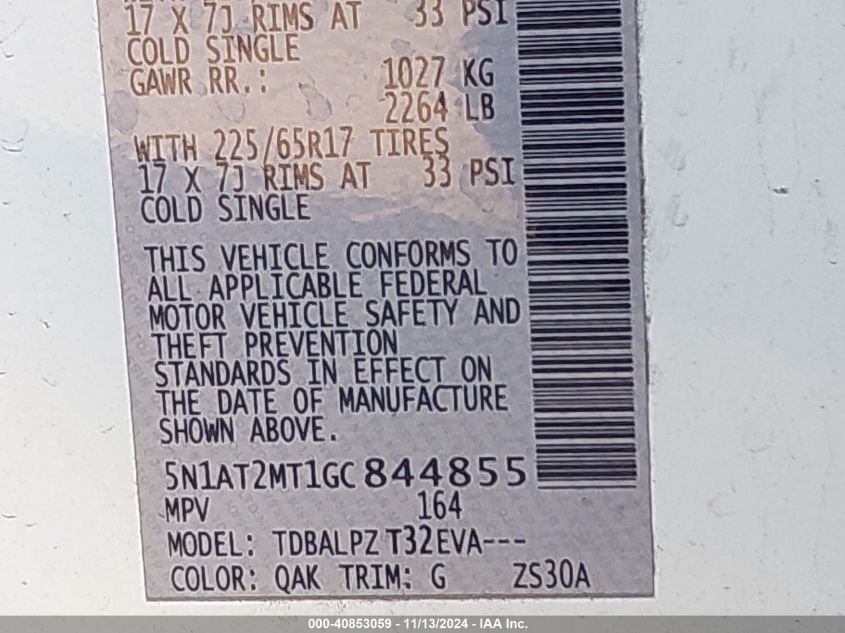 17 X 7J RIMS AT 33 PSI
COLD SINGLE
GAWR RR.: 1027 KG
2264 LB
WITH 225/65R17 TIRES
17 X 7J RIMS AT 33 PSI
COLD SINGLE
THIS VEHICLE CONFORMS TO
ALL APPLICABLE FEDERAL
MOTOR VEHICLE SAFETY AND
THEFT PREVENTION
STANDARDS IN EFFECT ON
THE DATE OF MANUFACTURE
SHOWN ABOVE.
5N1AT2MT1GC844855
MPV 164
MODEL: TDBALPZ T32EVA---
COLOR: QAK TRIM: G ZS30A
000-40853059 - 11/13/2024 - IAA Inc.